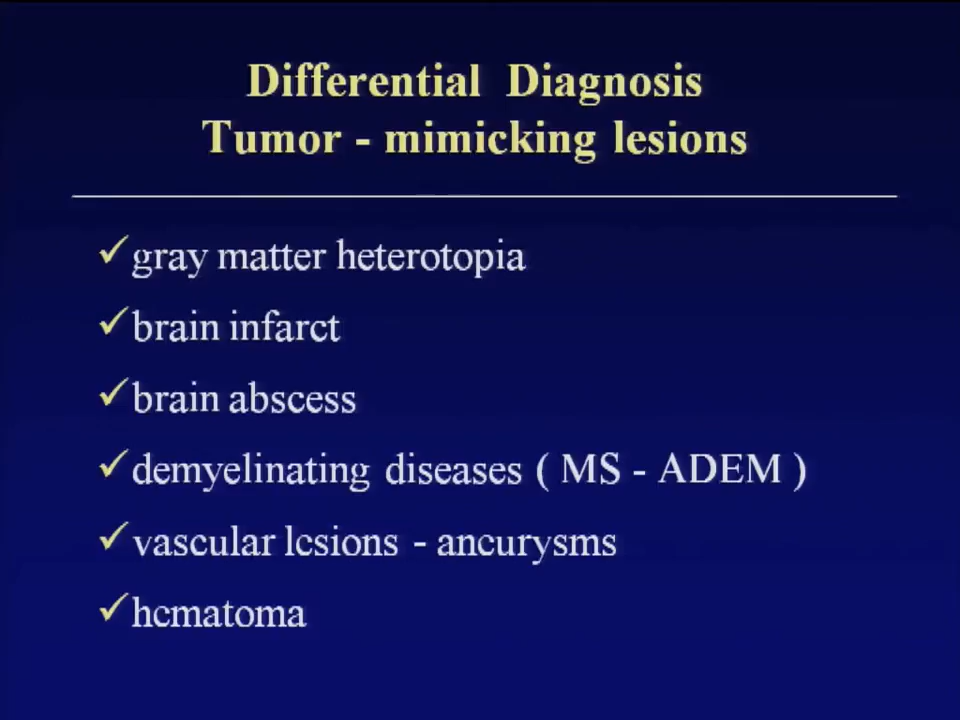 Differential Diagnosis
Tumor - mimicking lesions
✓gray matter heterotopia
✓brain infarct
✓brain abscess
✓demyelinating diseases ( MS - ADEM )
✓vascular lesions - aneurysms
✓hematoma